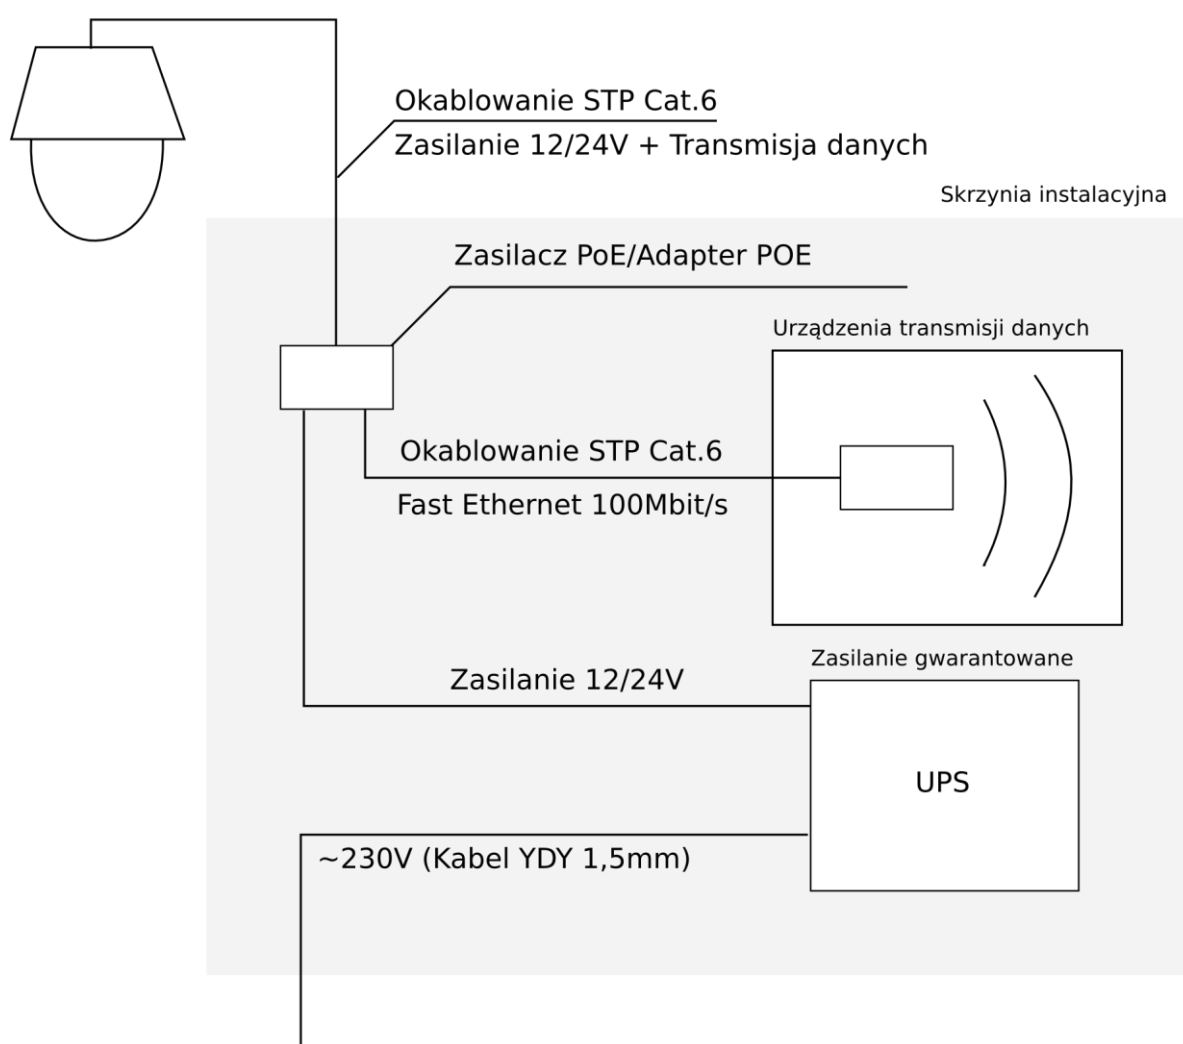 Okablowanie STP Cat.6
Zasilanie 12/24V + Transmisja danych
Skrzynia instalacyjna
Zasilacz PoE/Adapter POE
Urządzenia transmisji danych
Okablowanie STP Cat.6
Fast Ethernet 100Mbit/s
Zasilanie gwarantowane
Zasilanie 12/24V
UPS
~230V (Kabel YDY 1,5mm)